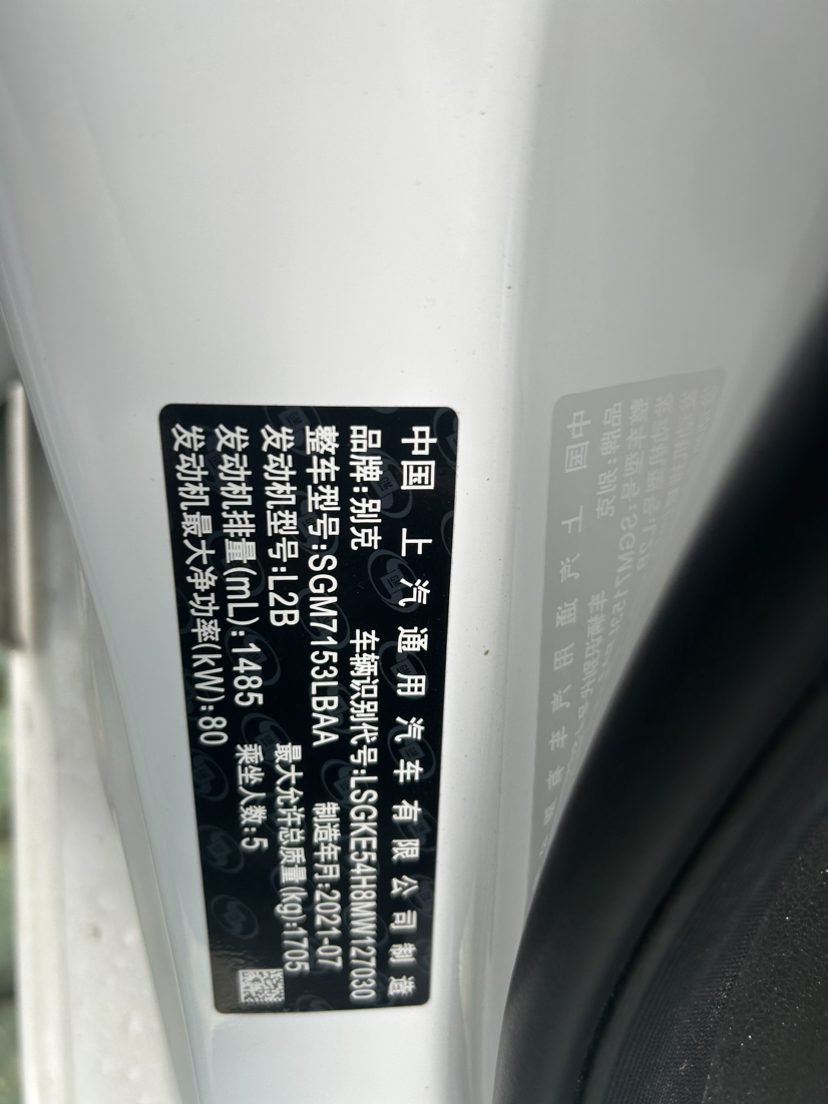 中国 上汽通用汽车有限公司制造
品牌:别克 车辆识别代号:LSGKE54H8MW127030
整车型号:SGM7153LBAA 制造年月:2021-07
发动机型号:L2B 最大允许总质量(kg):1705
发动机排量(mL):1485 乘坐人数:5
发动机最大净功率(kW):80